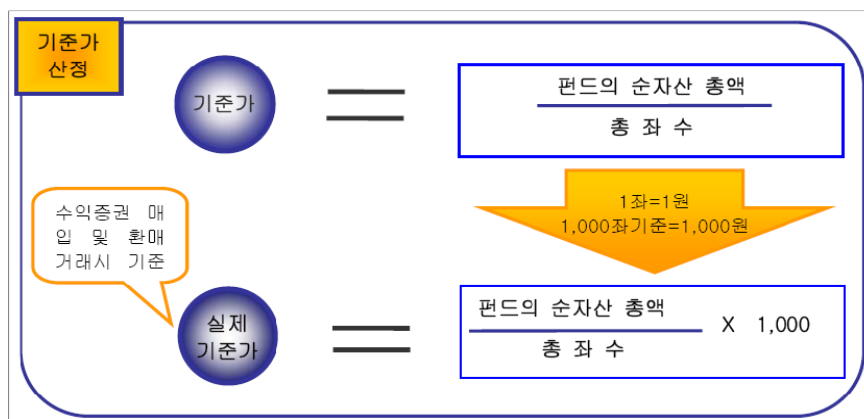 기준가
산정
기준가
펀드의 순자산 총액
총 좌 수
1좌=1원
1,000좌기준=1,000원
수익증권 매
입 및 환매
거래시 기준
실제
기준가
펀드의 순자산 총액
총 좌 수
X 1,000